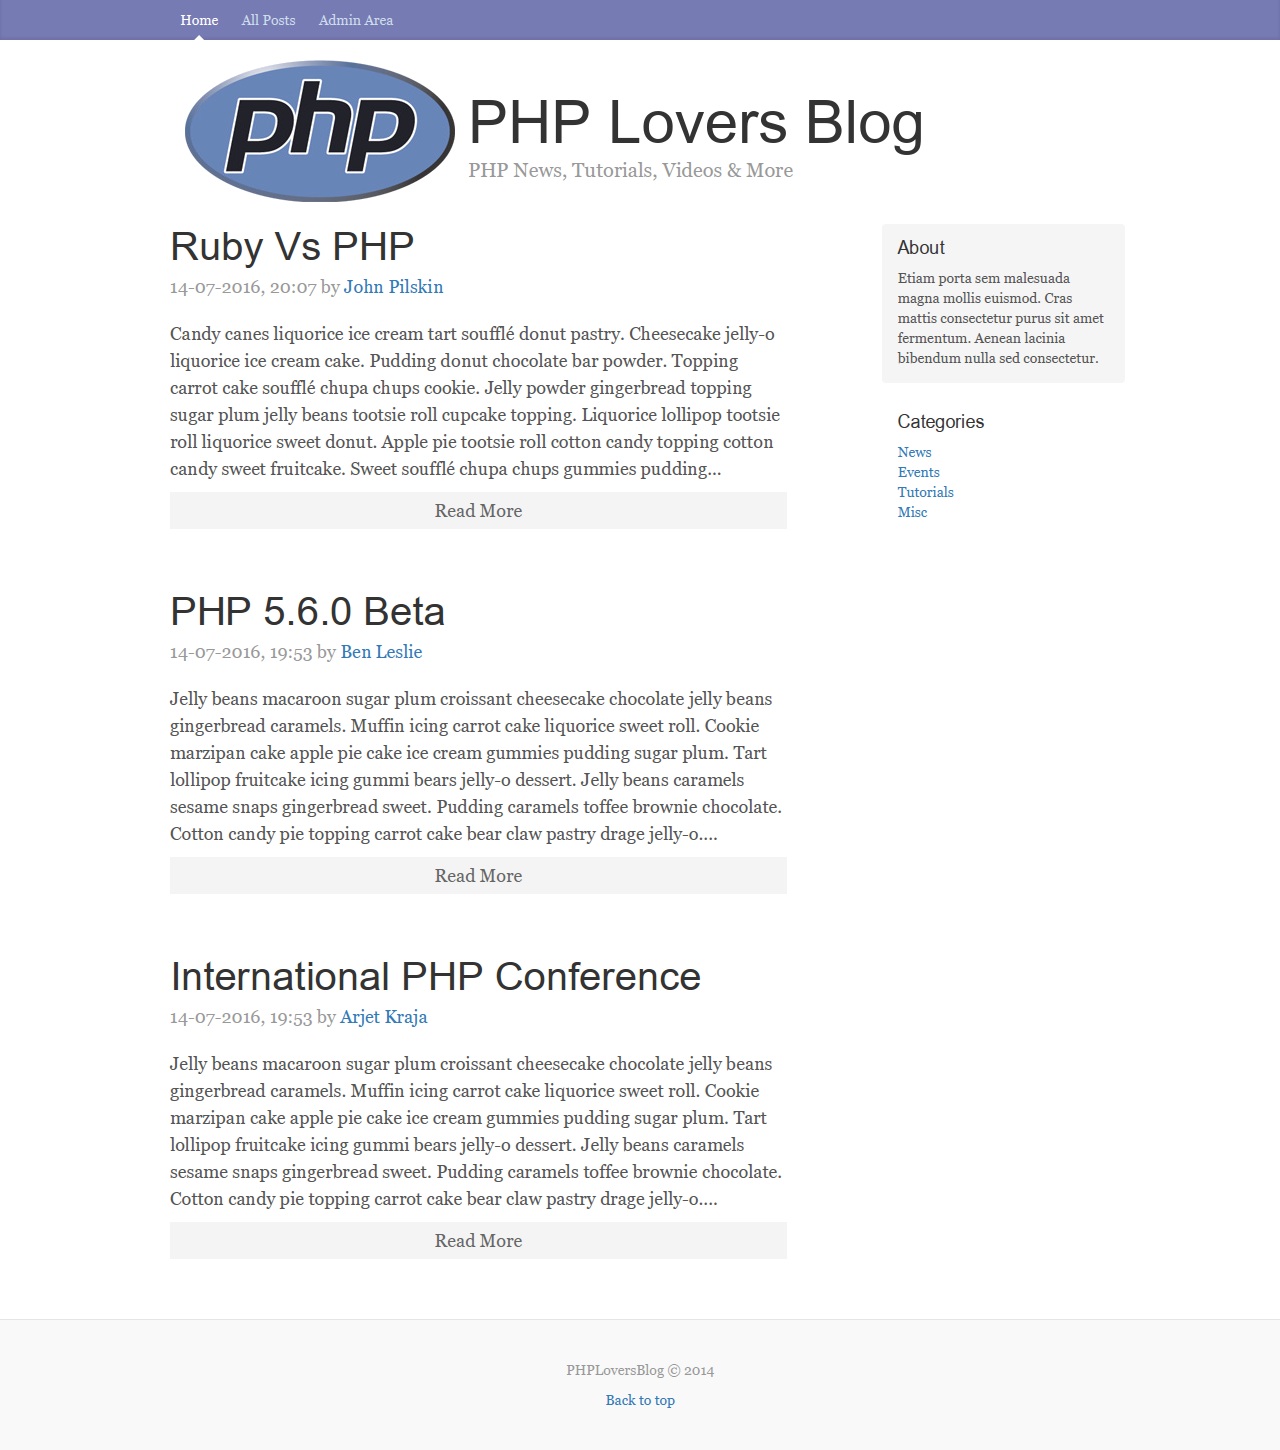 Home All Posts Admin Area
php
PHP Lovers Blog
PHP News, Tutorials, Videos & More
Ruby Vs PHP
14-07-2016, 20:07 by John Pilskin
Candy canes liquorice ice cream tart soufflé donut pastry. Cheesecake jelly-o
liquorice ice cream cake. Pudding donut chocolate bar powder. Topping
carrot cake soufflé chupa chups cookie. Jelly powder gingerbread topping
sugar plum jelly beans tootsie roll cupcake topping. Liquorice lollipop tootsie
roll liquorice sweet donut. Apple pie tootsie roll cotton candy topping cotton
candy sweet fruitcake. Sweet soufflé chupa chups gummies pudding...
Read More
PHP 5.6.0 Beta
14-07-2016, 19:53 by Ben Leslie
Jelly beans macaroon sugar plum croissant cheesecake chocolate jelly beans
gingerbread caramels. Muffin icing carrot cake liquorice sweet roll. Cookie
marzipan cake apple pie cake ice cream gummies pudding sugar plum. Tart
lollipop fruitcake icing gummi bears jelly-o dessert. Jelly beans caramels
sesame snaps gingerbread sweet. Pudding caramels toffee brownie chocolate.
Cotton candy pie topping carrot cake bear claw pastry drage jelly-o....
Read More
International PHP Conference
14-07-2016, 19:53 by Arjet Kraja
Jelly beans macaroon sugar plum croissant cheesecake chocolate jelly beans
gingerbread caramels. Muffin icing carrot cake liquorice sweet roll. Cookie
marzipan cake apple pie cake ice cream gummies pudding sugar plum. Tart
lollipop fruitcake icing gummi bears jelly-o dessert. Jelly beans caramels
sesame snaps gingerbread sweet. Pudding caramels toffee brownie chocolate.
Cotton candy pie topping carrot cake bear claw pastry drage jelly-o....
Read More
About
Etiam porta sem malesuada
magna mollis euismod. Cras
mattis consectetur purus sit amet
fermentum. Aenean lacinia
bibendum nulla sed consectetur.
Categories
News
Events
Tutorials
Misc
PHPLoversBlog © 2014
Back to top